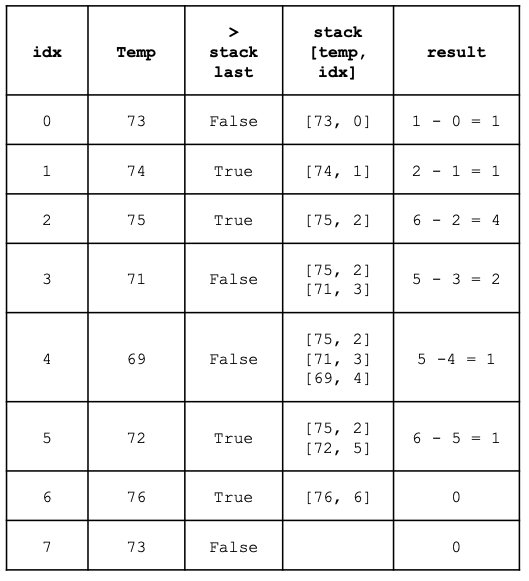 idx Temp > stack last stack [temp, idx] result
0 73 False [73, 0] 1 - 0 = 1
1 74 True [74, 1] 2 - 1 = 1
2 75 True [75, 2] 6 - 2 = 4
3 71 False [75, 2] [71, 3] 5 - 3 = 2
4 69 False [75, 2] [71, 3] [69, 4] 5 -4 = 1
5 72 True [75, 2] [72, 5] 6 - 5 = 1
6 76 True [76, 6] 0
7 73 False 0